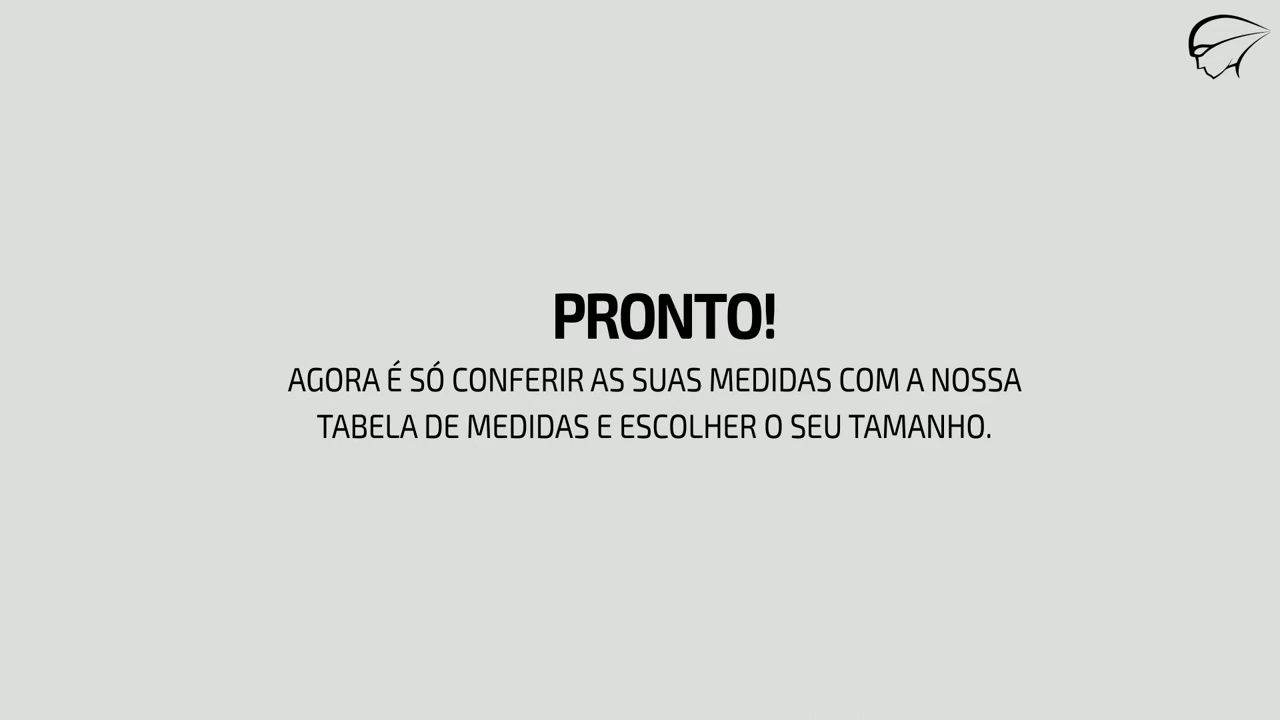 PRONTO!
AGORA É SÓ CONFERIR AS SUAS MEDIDAS COM A NOSSA
TABELA DE MEDIDAS E ESCOLHER O SEU TAMANHO.